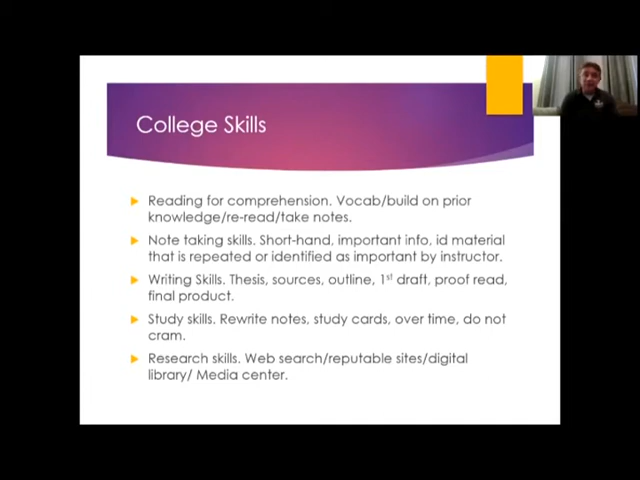 College Skills
Reading for comprehension. Vocab/build on prior
knowledge/re-read/take notes.
Note taking skills. Short-hand, important info, id material
that is repeated or identified as important by instructor.
Writing Skills. Thesis, sources, outline, 1st draft, proof read,
final product.
Study skills. Rewrite notes, study cards, over time, do not
cram.
Research skills. Web search/reputable sites/digital
library/ Media center.